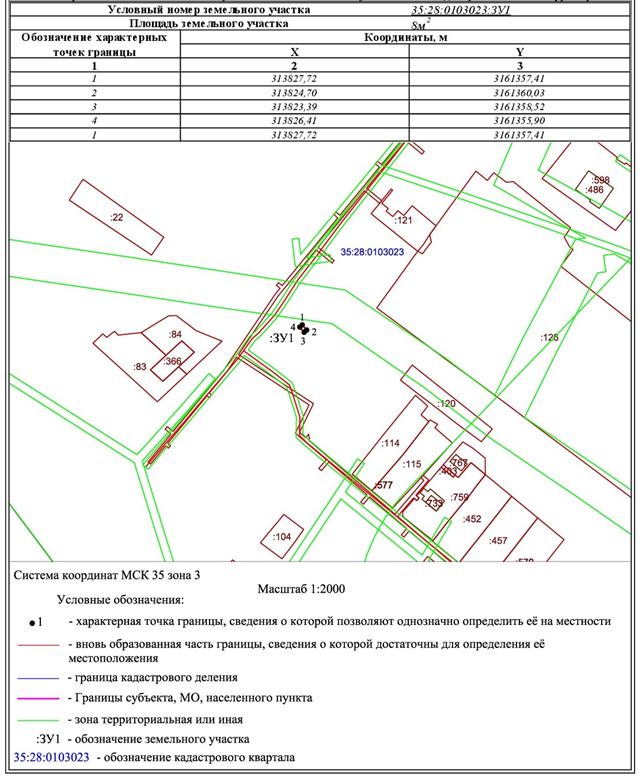 Условный номер земельного участка 35:28:0103023:ЗУ1
Площадь земельного участка 8м²
Обозначение характерных точек границы Координаты, м
X Y
1 2 3
1 313827,72 3161357,41
2 313824,70 3161360,03
3 313823,39 3161358,52
4 313826,41 3161355,90
1 313827,72 3161357,41
:598
:486
:22
:121
35:28:0103023
1
4 2
:ЗУ1 3
:84
:126
:83 :366
:120
:114
:115
:767
:403
:577
:759
:133
:452
:104
:457
Система координат МСК 35 зона 3
Масштаб 1:2000
Условные обозначения:
1 - характерная точка границы, сведения о которой позволяют однозначно определить её на местности
- вновь образованная часть границы, сведения о которой достаточны для определения её
местоположения
- граница кадастрового деления
- Границы субъекта, МО, населенного пункта
- зона территориальная или иная
:ЗУ1 - обозначение земельного участка
35:28:0103023 - обозначение кадастрового квартала